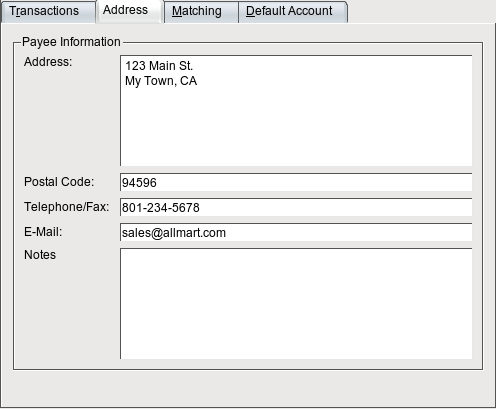 Transactions Address Matching Default Account
Payee Information
Address: 123 Main St.
My Town, CA
Postal Code: 94596
Telephone/Fax: 801-234-5678
E-Mail: sales@allmart.com
Notes